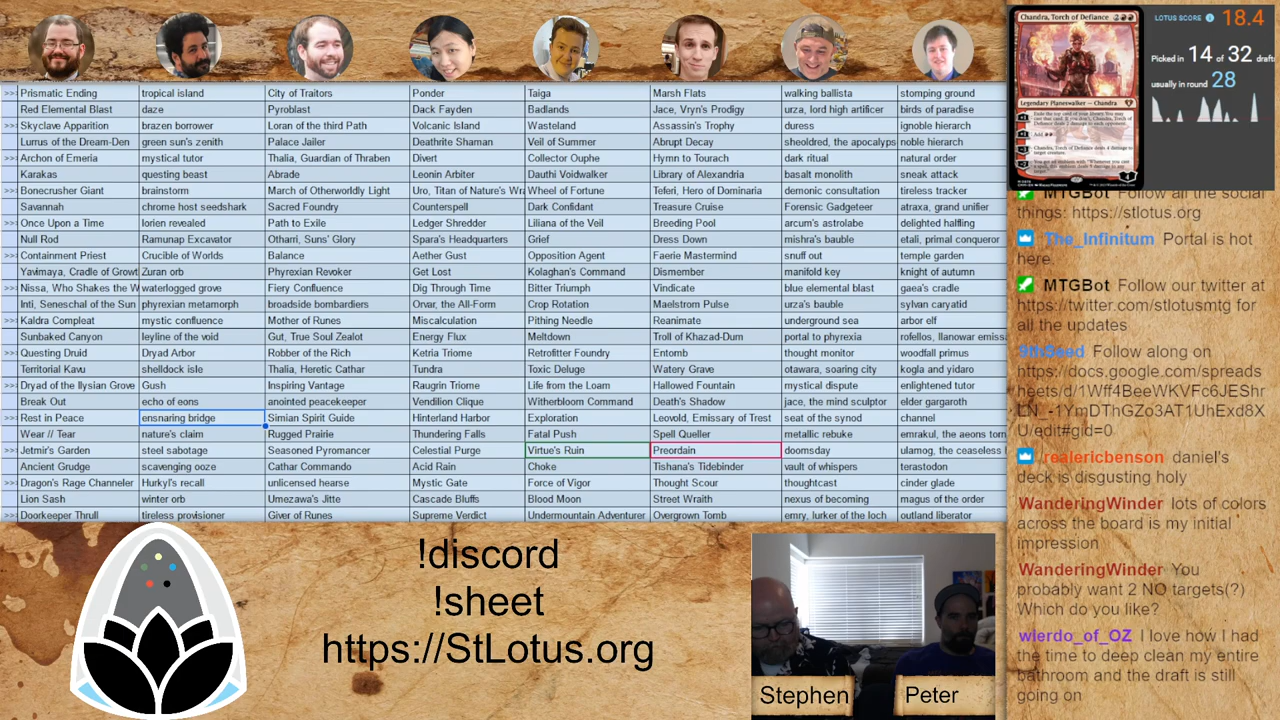 >>> Prismatic Ending tropical island City of Traitors Ponder Taiga Marsh Flats walking ballista stomping ground
Red Elemental Blast daze Pyroblast Dack Fayden Badlands Jace, Vryn's Prodigy urza, lord high artificer birds of paradise
>>> Skyclave Apparition brazen borrower Loran of the third Path Volcanic Island Wasteland Assassin's Trophy duress ignoble hierarch
Lurrus of the Dream-Den green sun's zenith Palace Jailer Deathrite Shaman Veil of Summer Abrupt Decay sheoldred, the apocalyps noble hierarch
>>> Archon of Emeria mystical tutor Thalia, Guardian of Thraben Divert Collector Ouphe Hymn to Tourach dark ritual natural order
Karakas questing beast Abrade Orcish Dauthi Voidwalker Library of Alexandria basalt monolith sneak attack
>>> Bonecrusher Giant brainstorm March of Otherworldly Light Titan of Nature's Wra Wheel of Fortune Teferi, Hero of Dominaria demonic consultation tireless tracker
Savannah chrome host seedshark Sacred Foundry Counterspell Dark Confidant Treasure Cruise Forensic Gadgeteer atraxa, grand unifier
>>> Once Upon a Time lorien revealed Path to Exile Ledger Shredder Liliana of the Veil Breeding Pool arcum's astrolabe delighted halfling
Null Rod Ramunap Excavator Otharri, Suns' Glory Spara's Headquarters Grief Dress Down mishra's bauble etali, primal conqueror
>>> Containment Priest Crucible of Worlds Balance Aether Gust Opposition Agent Faerie Mastermind snuff out temple garden
Yavimaya, Cradle of Growt Zuran orb Phyrexian Revoker Get Lost Kolaghan's Command Dismember manifold key knight of autumn
>>> Nissa, Who Shakes the W waterlogged grove Fiery Confluence Dig Through Time Bitter Triumph Vindicate blue elemental blast gaea's cradle
Inti, Seneschal of the Sun phyrexian metamorph broadside bombardiers Orvar, the All-Form Crop Rotation Maelstrom Pulse urza's bauble sylvan caryatid
>>> Kaldra Compleat mystic confluence Mother of Runes Miscalculation Pithing Needle Reanimate underground sea arbor elf
Sunbaked Canyon leyline of the void Gut, True Soul Zealot Energy Flux Meltdown Troll of Khazad-Dum portal to phyrexia rofellos, llanowar emiss
>>> Questing Druid Dryad Arbor Robber of the Rich Ketria Triome Retrofitter Foundry Entomb thought monitor woodfall primus
Territorial Kavu shelldock isle Thalia, Heretic Cathar Tundra Toxic Deluge Watery Grave otawara, soaring city kogla and yidaro
>>> Dryad of the Ilysian Grove Gush Inspiring Vantage Raugrin Triome Life from the Loam Hallowed Fountain mystical dispute enlightened tutor
Break Out echo of eons anointed peacekeeper Vendilion Clique Witherbloom Command Death's Shadow jace, the mind sculptor elder gargaroth
>>> Rest in Peace ensnaring bridge Simian Spirit Guide Hinterland Harbor Exploration Leovold, Emissary of Trest seat of the synod channel
Wear // Tear nature's claim Rugged Prairie Thundering Falls Fatal Push Spell Queller metallic rebuke emrakul, the aeons torn
>>> Jetmir's Garden steel sabotage Seasoned Pyromancer Celestial Purge Virtue's Ruin Preordain doomsday ulamog, the ceaseless
Ancient Grudge scavenging ooze Cathar Commando Acid Rain Choke Tishana's Tidebinder vault of whispers terastodon
>>> Dragon's Rage Channeler Hurkyl's recall unlicensed hearse Mystic Gate Force of Vigor Thought Scour thoughtcast cinder glade
Lion Sash winter orb Umezawa's Jitte Cascade Bluffs Blood Moon Street Wraith nexus of becoming magus of the order
>>> Doorkeeper Thrull tireless provisioner Giver of Runes Supreme Verdict Undermountain Adventurer Overgrown Tomb emry, lurker of the loch outland liberator
Chandra, Torch of Defiance
Legendary Planeswalker – Chandra
LOTUS SCORE 18.4
Picked in 14 of 32 draft
usually in round 28
MTGBot Follow all the social
things: https://stlotus.org
The_Infinitum Portal is hot
here.
MTGBot Follow our twitter at
https://twitter.com/stlotusmtg for
all the updates
9thSeed Follow along on
https://docs.google.com/spreads
heets/d/1Wff4BeeWKVFc6JEShr
LN_-1YmDThGZo3AT1UhExd8X
U/edit#gid=0
realericbenson daniel's
deck is disgusting holy
WanderingWinder lots of colors
across the board is my initial
impression
WanderingWinder You
probably want 2 NO targets(?)
Which do you like?
wierdo_of_OZ I love how I had
the time to deep clean my entire
bathroom and the draft is still
going on
!discord
!sheet
https://StLotus.org
Stephen
Peter